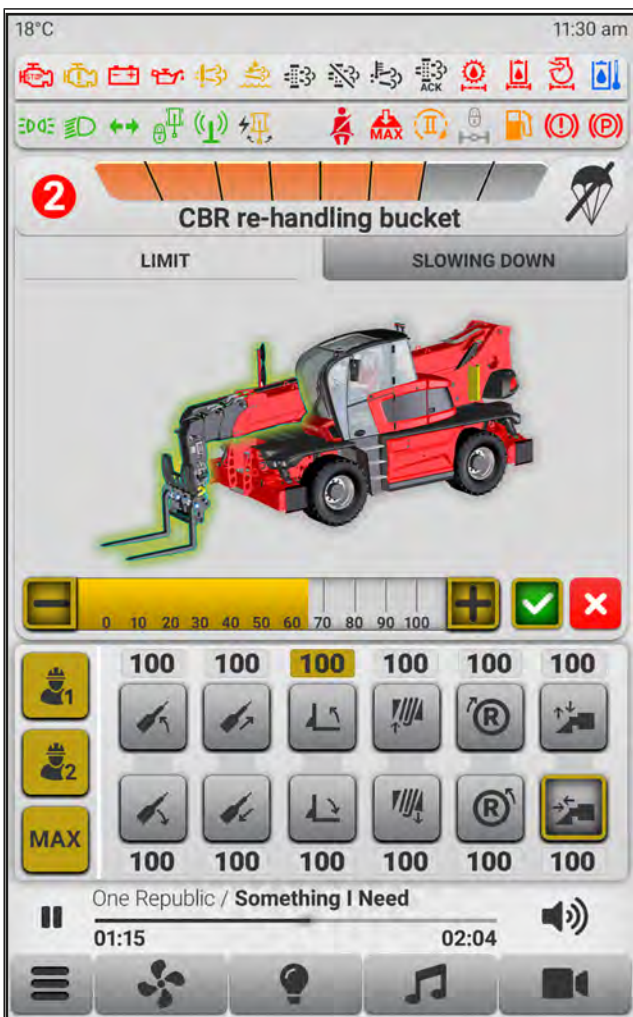 18°C 11:30 am
STOP
ACK
MAX
2 CBR re-handling bucket
LIMIT SLOWING DOWN
0 10 20 30 40 50 60 70 80 90 100
100 100 100 100 100 100
1
R
2
R
MAX
100 100 100 100 100 100
One Republic / Something I Need
01:15 02:04